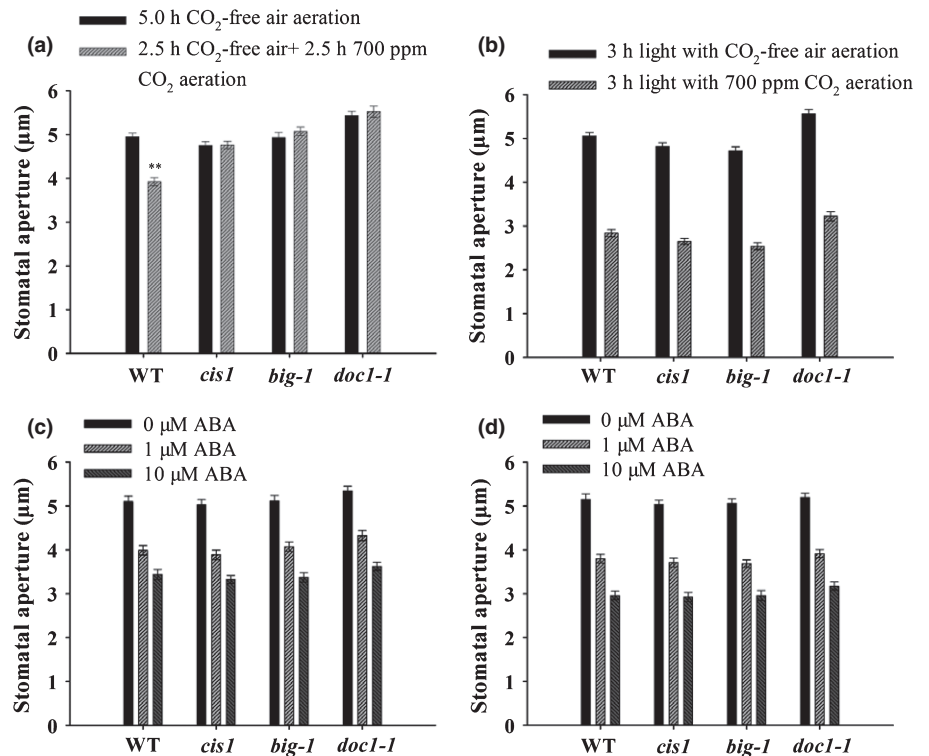 (a)
5.0 h CO₂-free air aeration
2.5 h CO₂-free air+ 2.5 h 700 ppm
CO₂ aeration
Stomatal aperture (µm)
6
5
4
3
2
1
0
**
WT
cis1
big-1
doc1-1
(b)
3 h light with CO₂-free air aeration
3 h light with 700 ppm CO₂ aeration
Stomatal aperture (µm)
6
5
4
3
2
1
0
WT
cis1
big-1
doc1-1
(c)
0 µM ABA
1 µM ABA
10 µM ABA
Stomatal aperture (µm)
6
5
4
3
2
1
0
WT
cis1
big-1
doc1-1
(d)
0 µM ABA
1 µM ABA
10 µM ABA
Stomatal aperture (µm)
6
5
4
3
2
1
0
WT
cis1
big-1
doc1-1